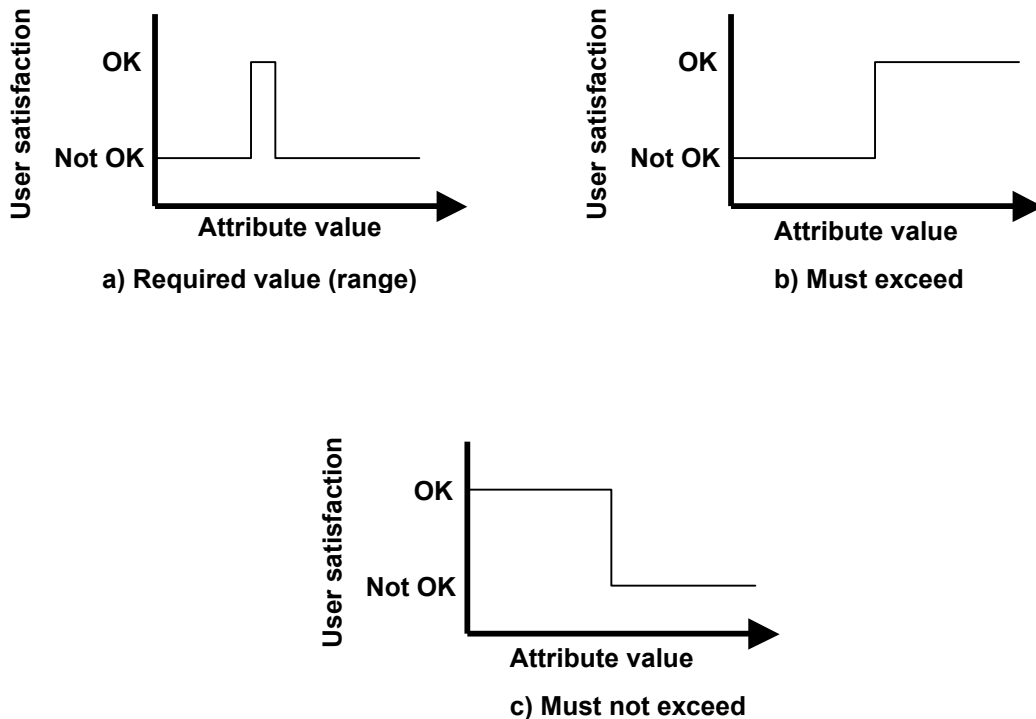 User satisfaction
OK
Not OK
Attribute value
a) Required value (range)
User satisfaction
OK
Not OK
Attribute value
b) Must exceed
User satisfaction
OK
Not OK
Attribute value
c) Must not exceed